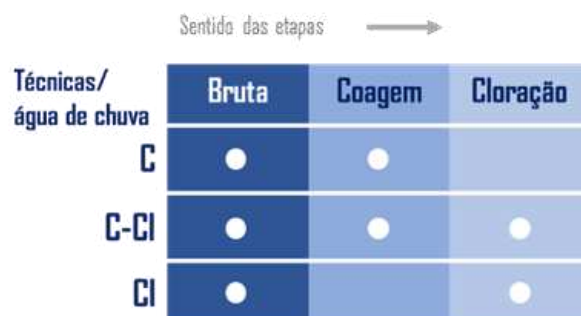 Sentido das etapas
Técnicas/
água de chuva
Bruta Coagem Cloração
C
C-Cl
Cl